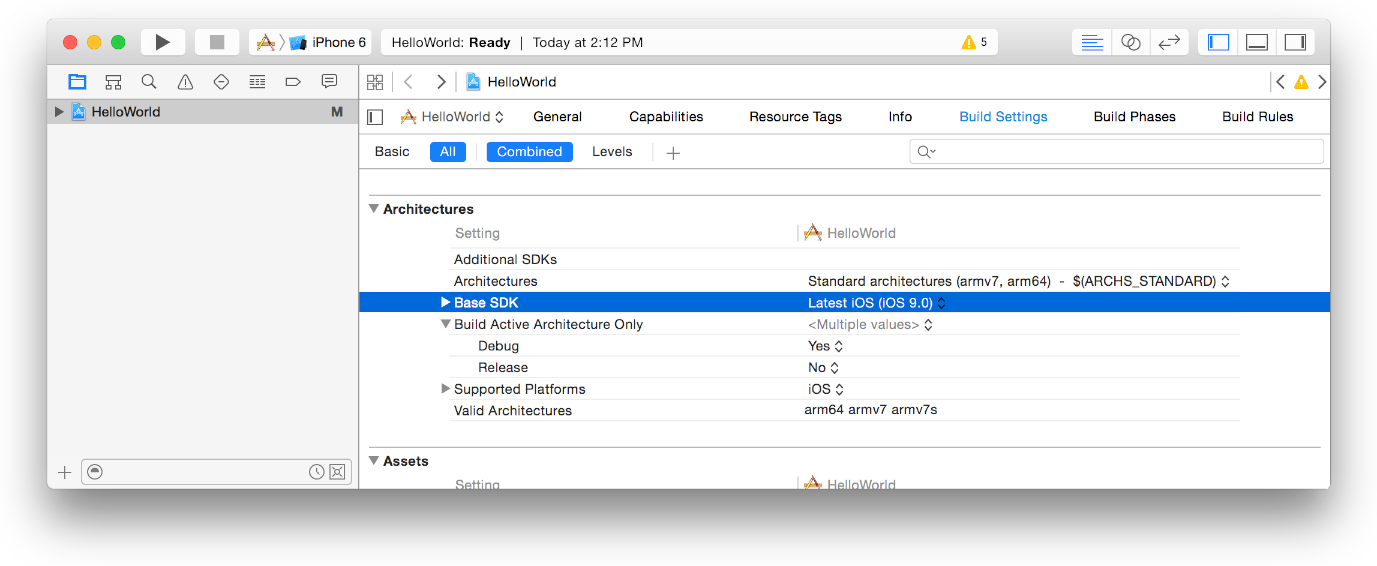 iPhone 6
HelloWorld: Ready | Today at 2:12 PM
5
HelloWorld
HelloWorld M
HelloWorld General Capabilities Resource Tags Info Build Settings Build Phases Build Rules
Basic All Combined Levels
Architectures
Setting HelloWorld
Additional SDKs
Architectures Standard architectures (armv7, arm64) - $(ARCHS_STANDARD)
Base SDK Latest iOS (iOS 9.0)
Build Active Architecture Only <Multiple values>
Debug Yes
Release No
Supported Platforms iOS
Valid Architectures arm64 armv7 armv7s
Assets
Setting HelloWorld